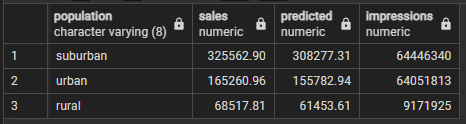 population sales predicted impressions
character varying (8) numeric numeric numeric
1 suburban 325562.90 308277.31 64446340
2 urban 165260.96 155782.94 64051813
3 rural 68517.81 61453.61 9171925